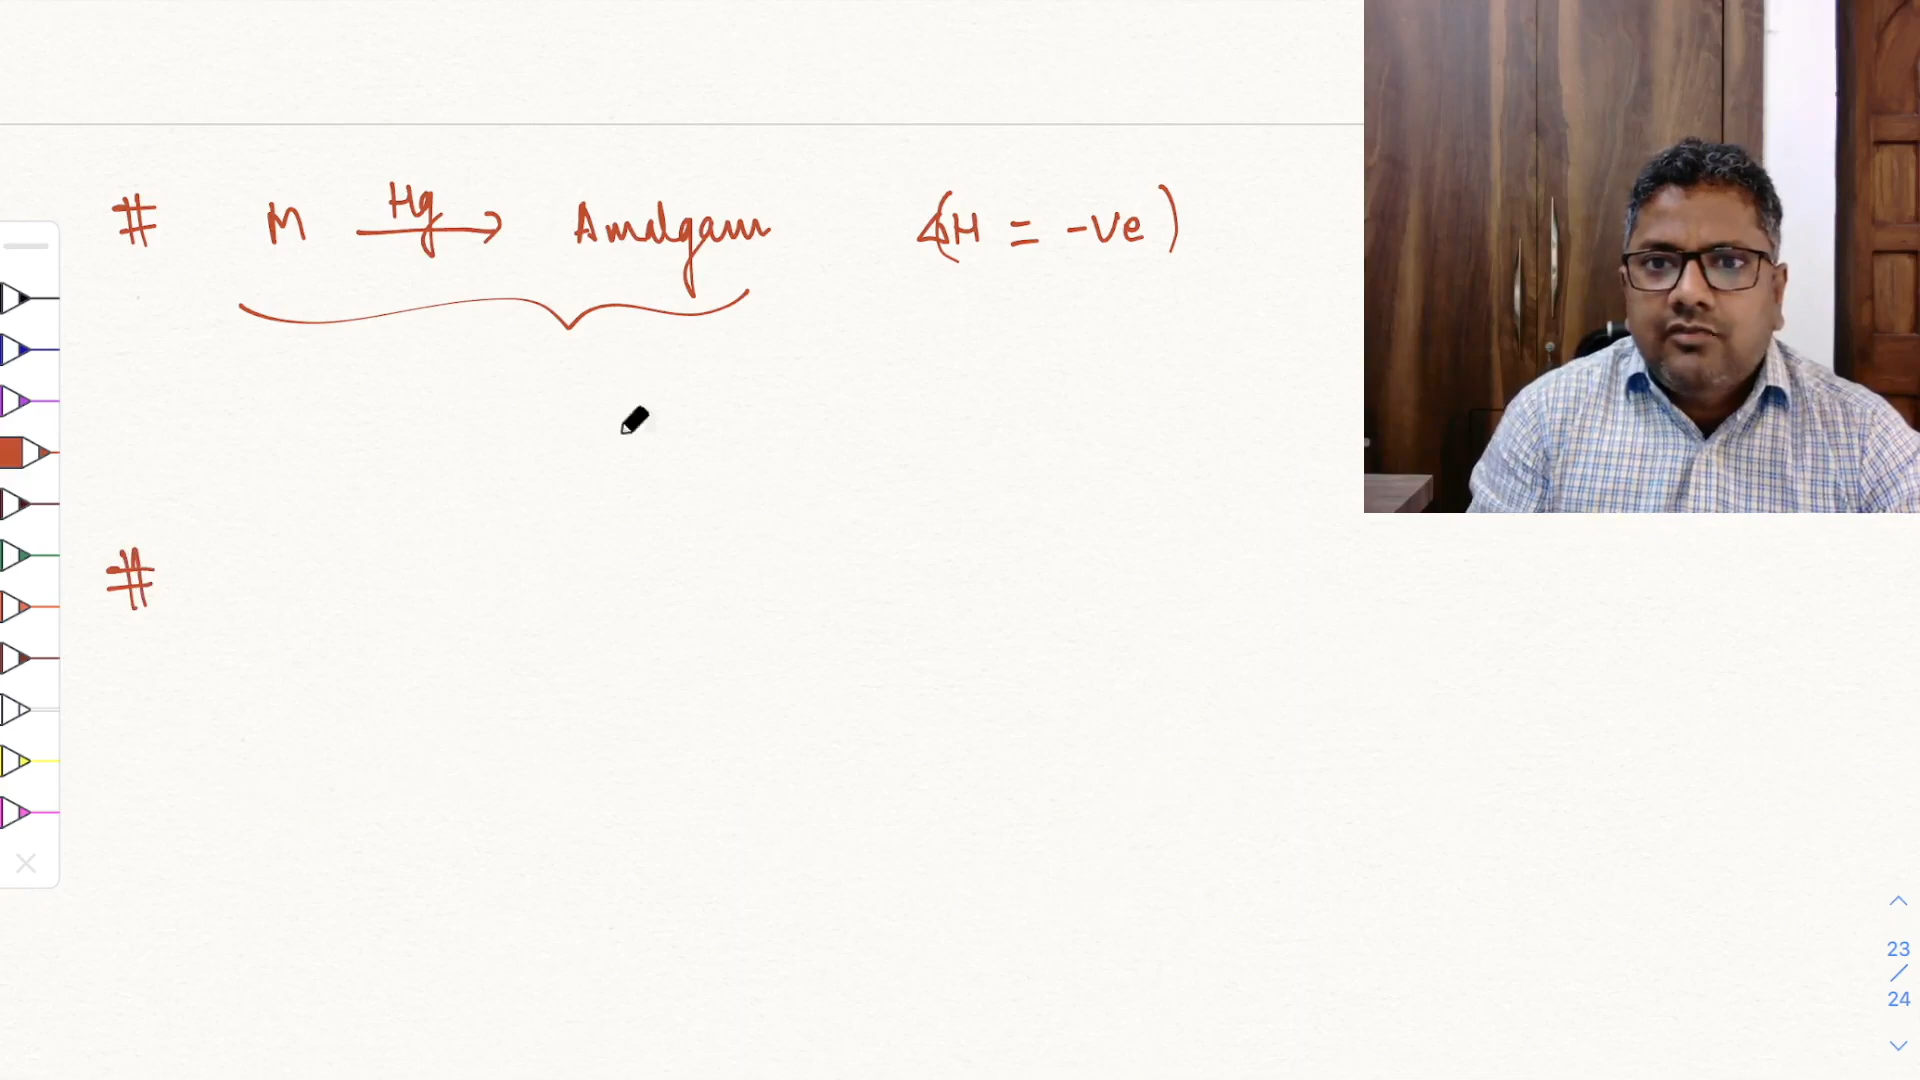 # M Hg → Amalgam (ΔH = -ve)
#
23
/
24